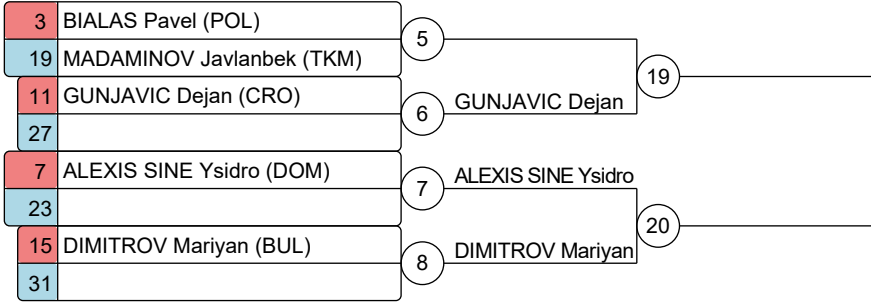 3 BIALAS Pavel (POL)
5
19 MADAMINOV Javlanbek (TKM)
19
11 GUNJAVIC Dejan (CRO)
6 GUNJAVIC Dejan
27
7 ALEXIS SINE Ysidro (DOM)
7 ALEXIS SINE Ysidro
23
20
15 DIMITROV Mariyan (BUL)
8 DIMITROV Mariyan
31